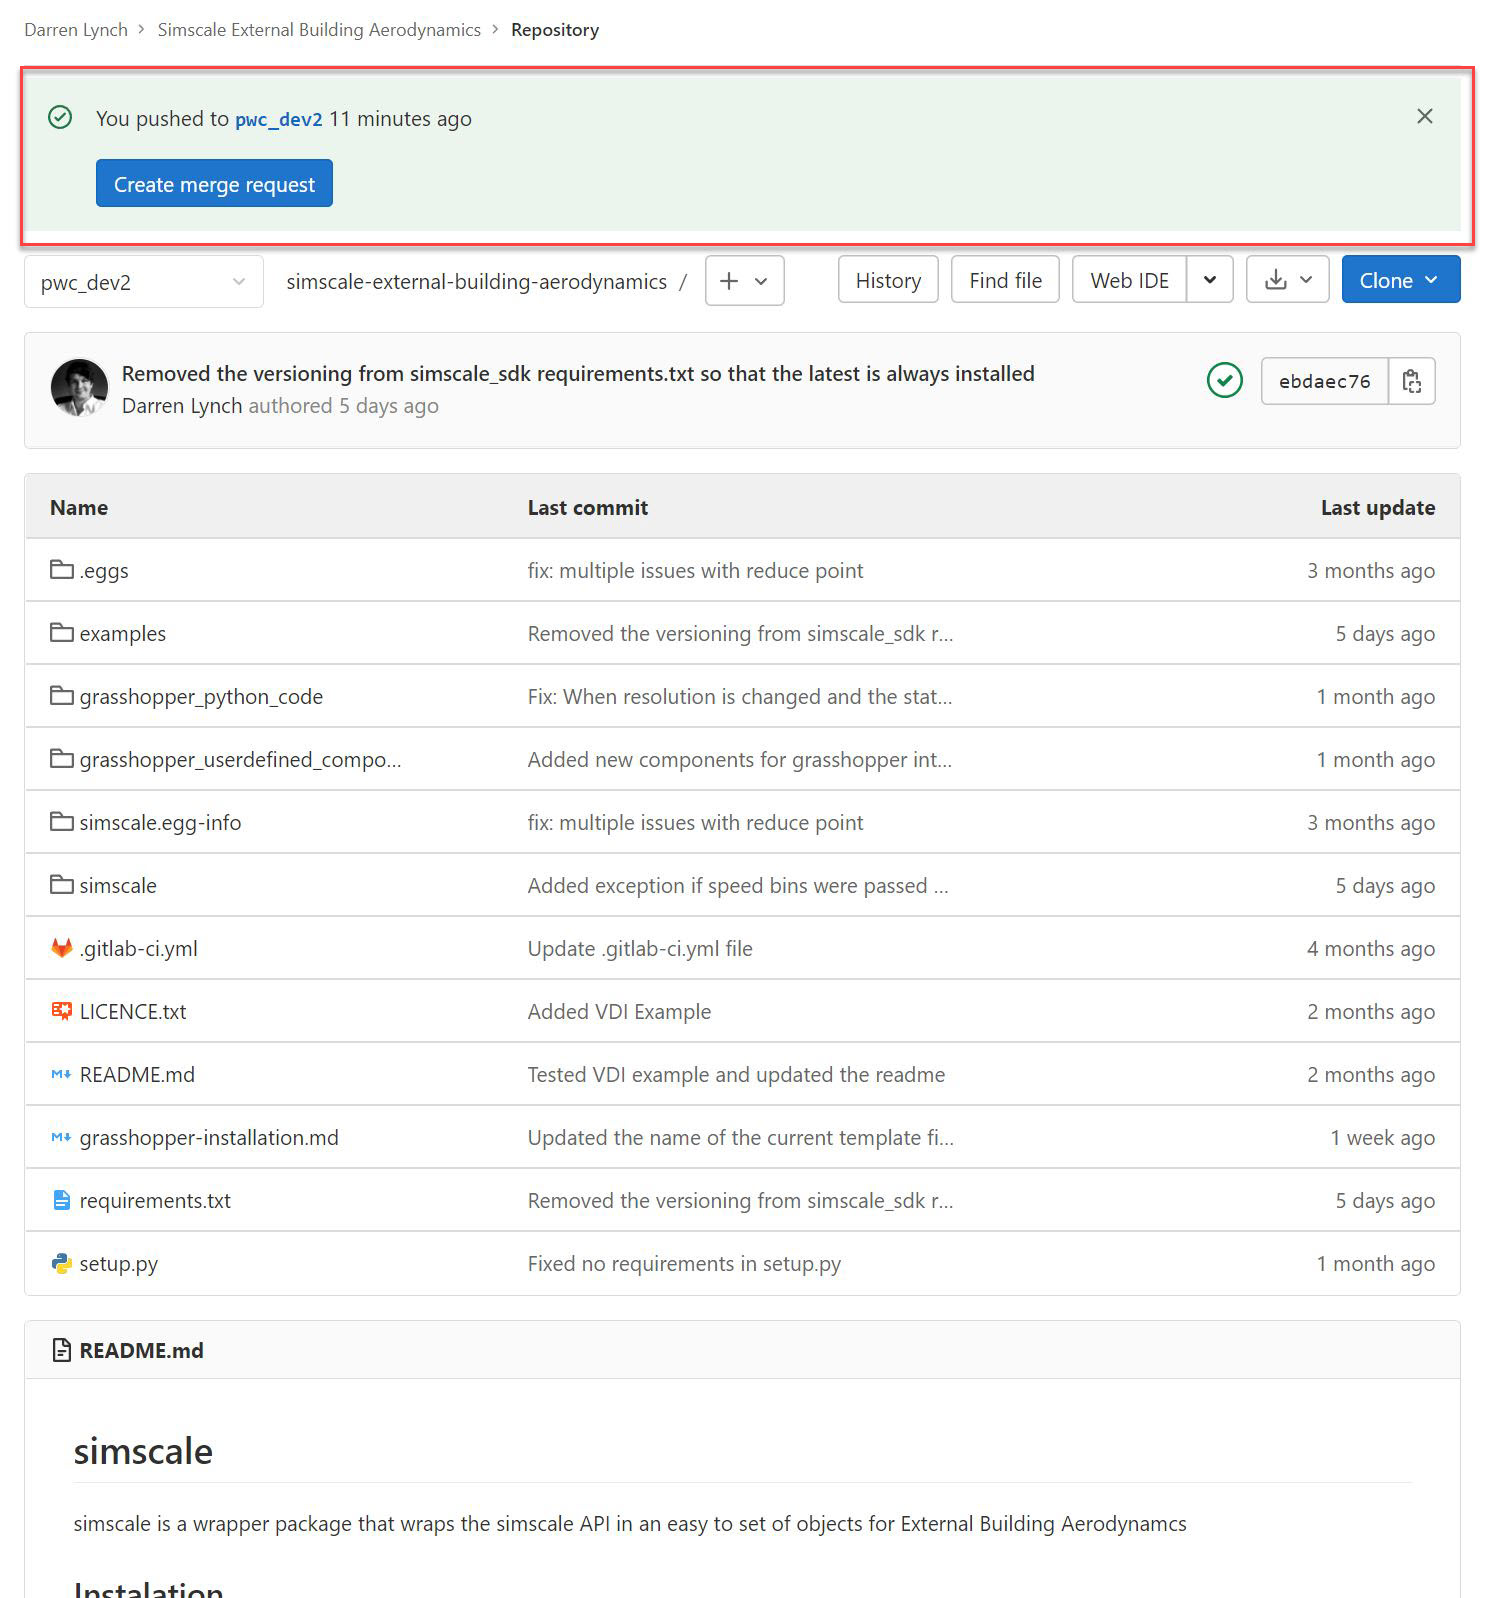 Darren Lynch > Simscale External Building Aerodynamics > Repository
You pushed to pwc_dev2 11 minutes ago
Create merge request
pwc_dev2 simscale-external-building-aerodynamics / + History Find file Web IDE Clone
Removed the versioning from simscale_sdk requirements.txt so that the latest is always installed
Darren Lynch authored 5 days ago
ebdaec76
Name Last commit Last update
.eggs fix: multiple issues with reduce point 3 months ago
examples Removed the versioning from simscale_sdk r... 5 days ago
grasshopper_python_code Fix: When resolution is changed and the stat... 1 month ago
grasshopper_userdefined_compo... Added new components for grasshopper int... 1 month ago
simscale.egg-info fix: multiple issues with reduce point 3 months ago
simscale Added exception if speed bins were passed ... 5 days ago
.gitlab-ci.yml Update .gitlab-ci.yml file 4 months ago
LICENCE.txt Added VDI Example 2 months ago
README.md Tested VDI example and updated the readme 2 months ago
grasshopper-installation.md Updated the name of the current template fi... 1 week ago
requirements.txt Removed the versioning from simscale_sdk r... 5 days ago
setup.py Fixed no requirements in setup.py 1 month ago
README.md
simscale
simscale is a wrapper package that wraps the simscale API in an easy to set of objects for External Building Aerodynamcs
Instalation